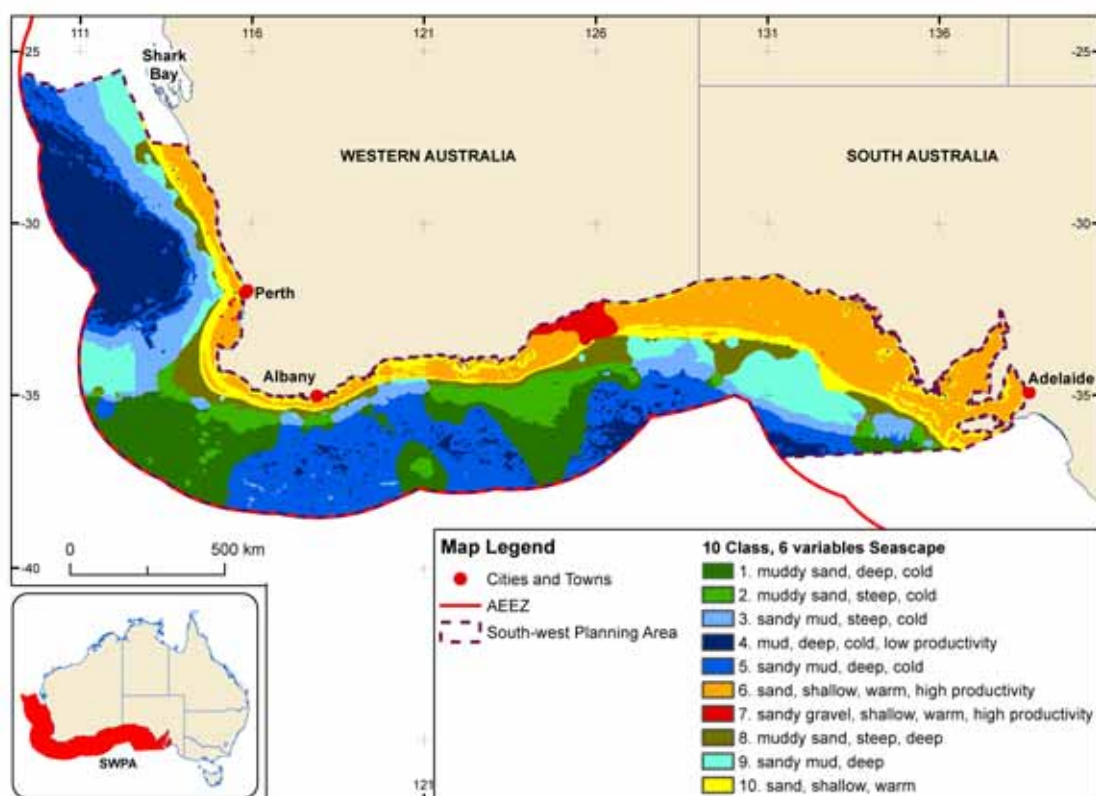 111
116
121
126
131
136
-25
-25
Shark
Bay
WESTERN AUSTRALIA
SOUTH AUSTRALIA
-30
-30
Perth
Albany
Adelaide
-35
-35
0 500 km
-40
Map Legend
Cities and Towns
AEEZ
South-west Planning Area
10 Class, 6 variables Seascape
1. muddy sand, deep, cold
2. muddy sand, steep, cold
3. sandy mud, steep, cold
4. mud, deep, cold, low productivity
5. sandy mud, deep, cold
6. sand, shallow, warm, high productivity
7. sandy gravel, shallow, warm, high productivity
8. muddy sand, steep, deep
9. sandy mud, deep
10. sand, shallow, warm
SWPA